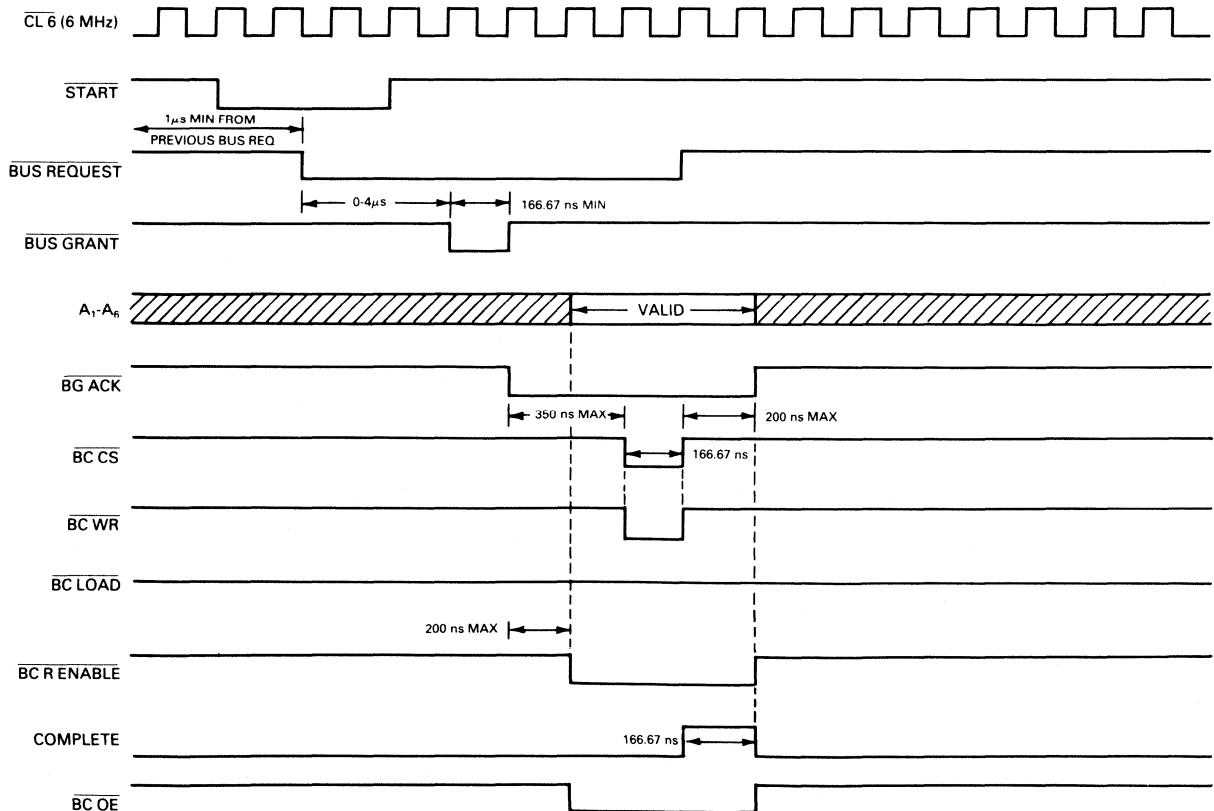 CL 6 (6 MHz)
START
1μs MIN FROM
PREVIOUS BUS REQ
BUS REQUEST
0-4μs
166.67 ns MIN
BUS GRANT
A₁-A₆
VALID
BG ACK
350 ns MAX
200 ns MAX
BC CS
166.67 ns
BC WR
BC LOAD
200 ns MAX
BC R ENABLE
COMPLETE
166.67 ns
BC OE